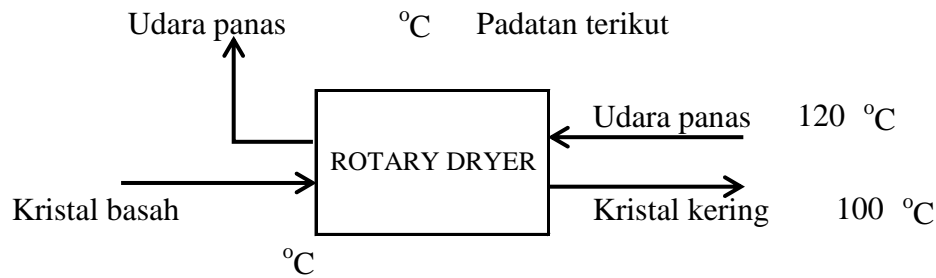 Udara panas °C Padatan terikut
Udara panas 120 °C
ROTARY DRYER
Kristal basah
Kristal kering 100 °C
°C